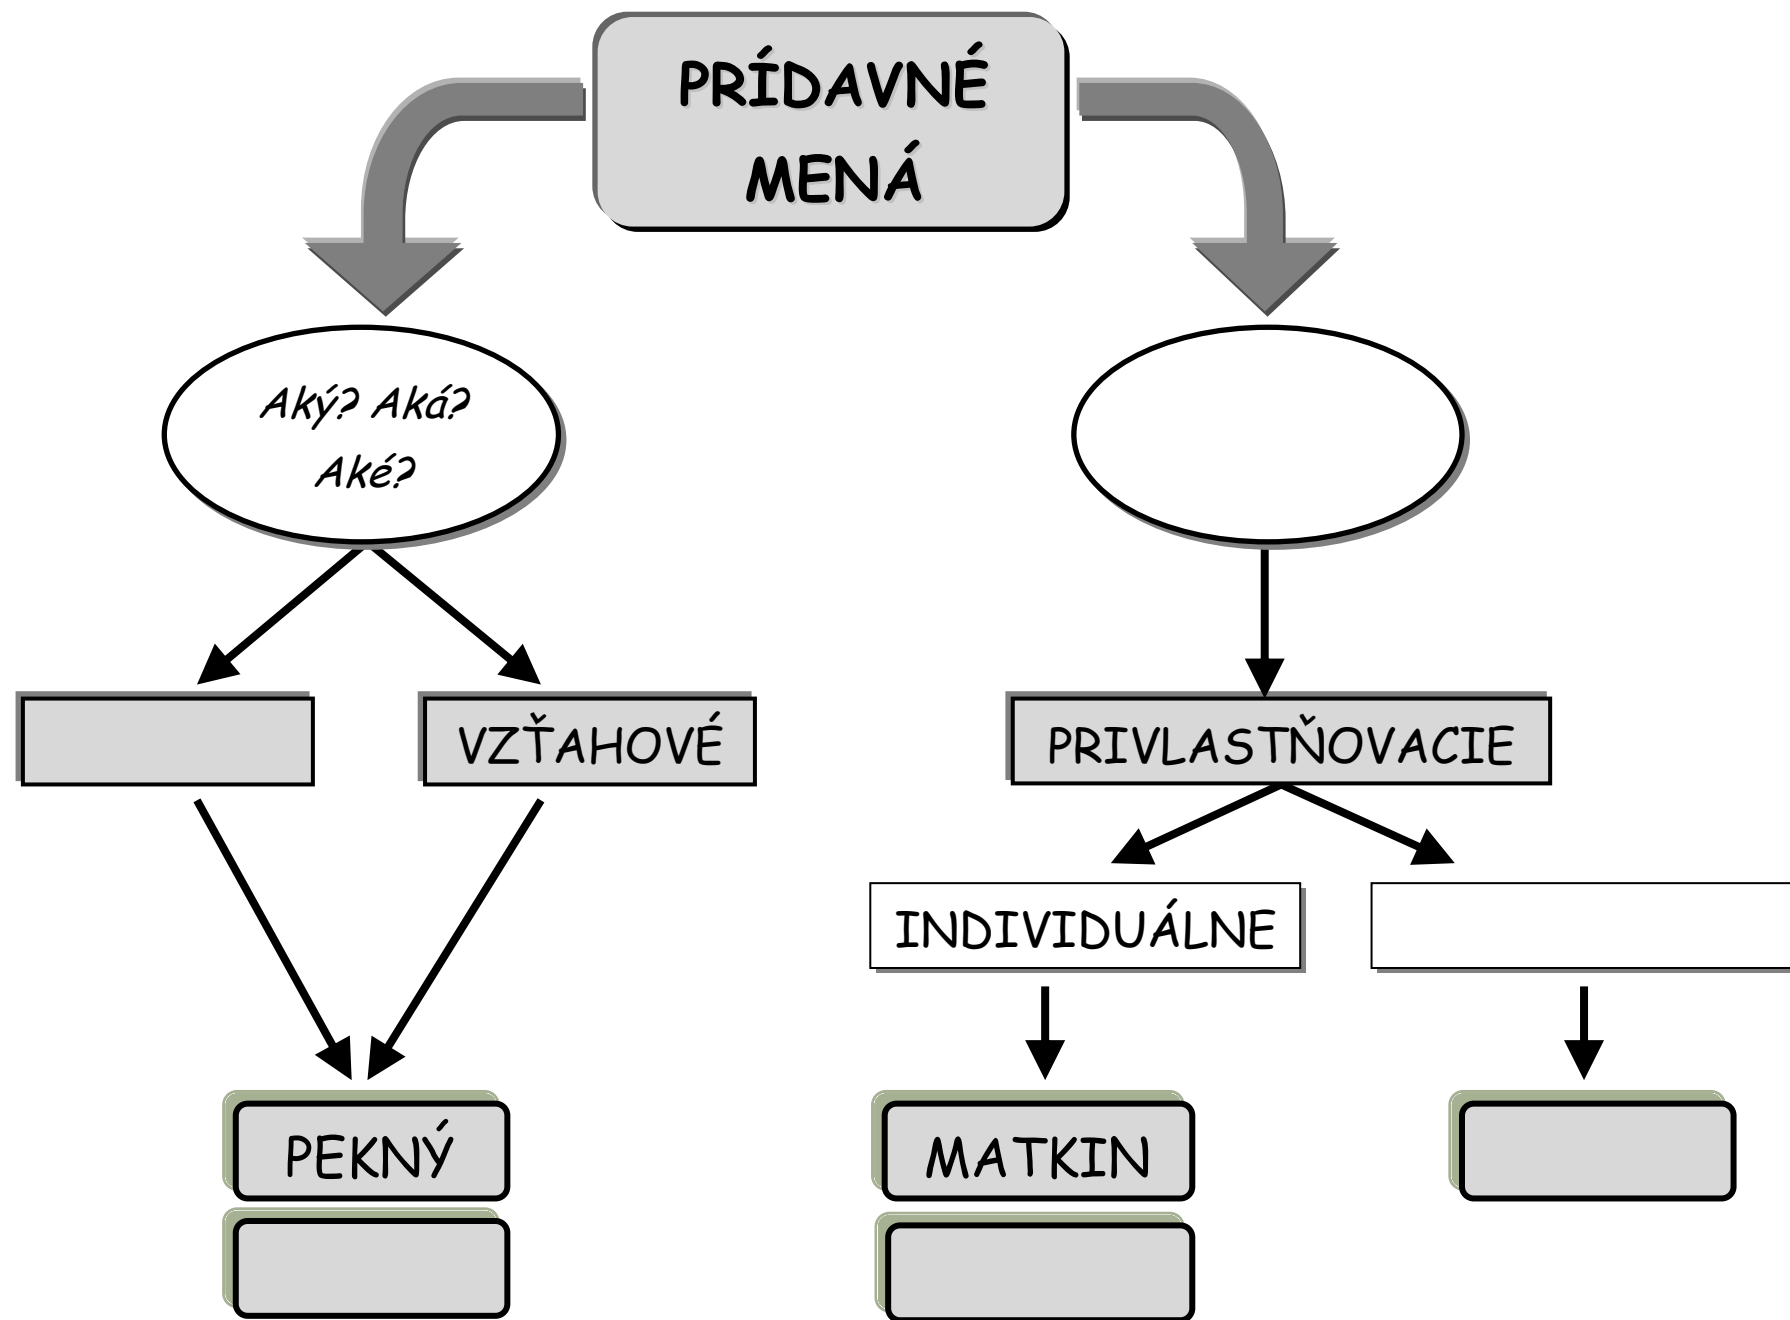 PRÍDAVNÉ
MENÁ
Aký? Aká?
Aké?
VZŤAHOVÉ
PRIVLASTŇOVACIE
INDIVIDUÁLNE
PEKNÝ
MATKIN